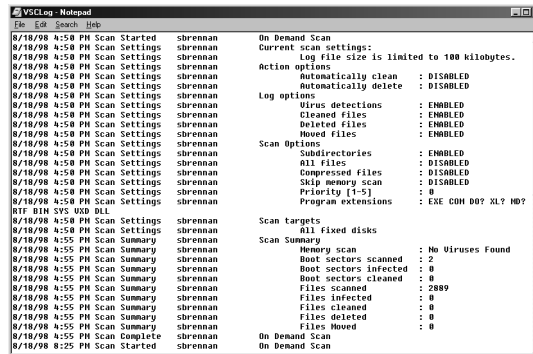 VSCLog - Notepad
File Edit Search Help
8/18/98 4:50 PM Scan Started sbrennan On Demand Scan
8/18/98 4:50 PM Scan Settings sbrennan Current scan settings:
8/18/98 4:50 PM Scan Settings sbrennan Log file size is limited to 100 kilobytes.
8/18/98 4:50 PM Scan Settings sbrennan Action options
8/18/98 4:50 PM Scan Settings sbrennan Automatically clean : DISABLED
8/18/98 4:50 PM Scan Settings sbrennan Automatically delete : DISABLED
8/18/98 4:50 PM Scan Settings sbrennan Log options
8/18/98 4:50 PM Scan Settings sbrennan Virus detections : ENABLED
8/18/98 4:50 PM Scan Settings sbrennan Cleaned files : ENABLED
8/18/98 4:50 PM Scan Settings sbrennan Deleted files : ENABLED
8/18/98 4:50 PM Scan Settings sbrennan Moved files : ENABLED
8/18/98 4:50 PM Scan Settings sbrennan Scan Options
8/18/98 4:50 PM Scan Settings sbrennan Subdirectories : ENABLED
8/18/98 4:50 PM Scan Settings sbrennan All files : DISABLED
8/18/98 4:50 PM Scan Settings sbrennan Compressed files : DISABLED
8/18/98 4:50 PM Scan Settings sbrennan Skip memory scan : DISABLED
8/18/98 4:50 PM Scan Settings sbrennan Priority [1-5] : 0
8/18/98 4:50 PM Scan Settings sbrennan Program extensions : EXE COM DO? XL? MD?
RTF BIN SYS VXD DLL
8/18/98 4:50 PM Scan Settings sbrennan Scan targets
8/18/98 4:50 PM Scan Settings sbrennan All fixed disks
8/18/98 4:55 PM Scan Summary sbrennan Scan Summary
8/18/98 4:55 PM Scan Summary sbrennan Memory scan : No Viruses Found
8/18/98 4:55 PM Scan Summary sbrennan Boot sectors scanned : 2
8/18/98 4:55 PM Scan Summary sbrennan Boot sectors infected : 0
8/18/98 4:55 PM Scan Summary sbrennan Boot sectors cleaned : 0
8/18/98 4:55 PM Scan Summary sbrennan Files scanned : 2889
8/18/98 4:55 PM Scan Summary sbrennan Files infected : 0
8/18/98 4:55 PM Scan Summary sbrennan Files cleaned : 0
8/18/98 4:55 PM Scan Summary sbrennan Files deleted : 0
8/18/98 4:55 PM Scan Summary sbrennan Files Moved : 0
8/18/98 4:55 PM Scan Complete sbrennan On Demand Scan
8/18/98 8:25 PM Scan Started sbrennan On Demand Scan